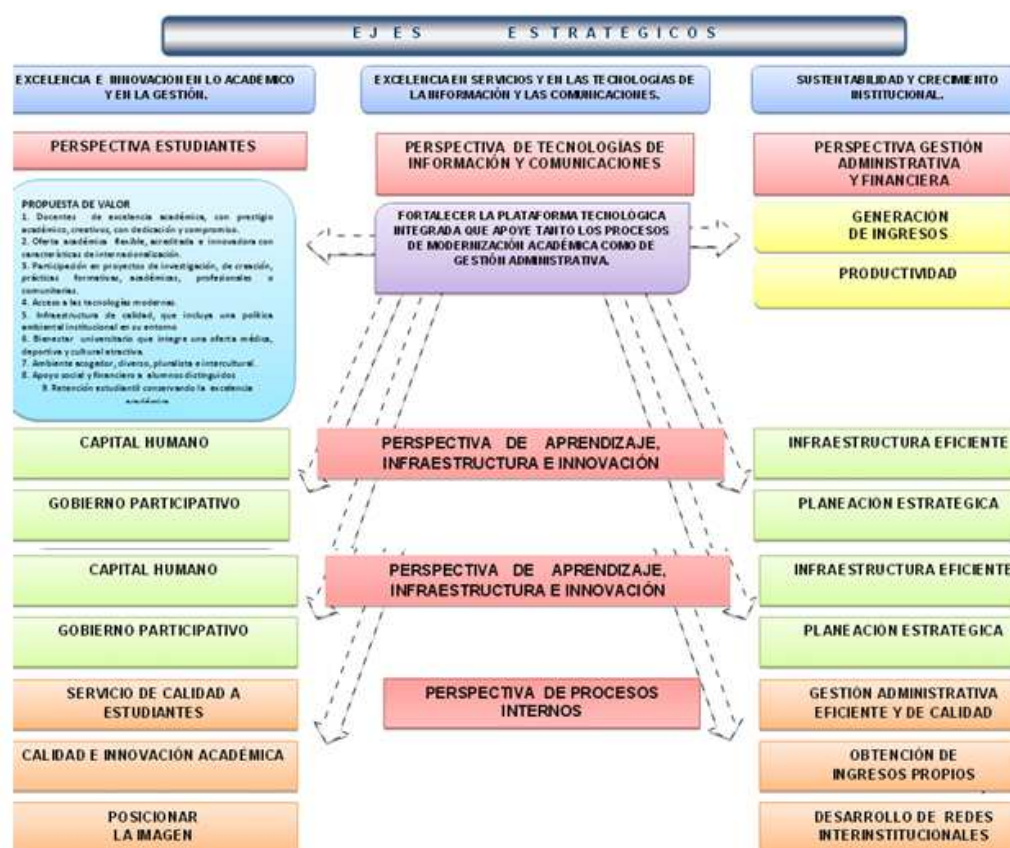 EJES ESTRATÉGICOS
EXCELENCIA E INNOVACIÓN EN LO ACADÉMICO
Y EN LA GESTIÓN.
EXCELENCIA EN SERVICIOS Y EN LAS TECNOLOGÍAS DE
LA INFORMACIÓN Y LAS COMUNICACIONES.
SUSTENTABILIDAD Y CRECIMIENTO
INSTITUCIONAL.
PERSPECTIVA ESTUDIANTES
PERSPECTIVA DE TECNOLOGÍAS DE
INFORMACIÓN Y COMUNICACIONES
PERSPECTIVA GESTIÓN
ADMINISTRATIVA
Y FINANCIERA
PROPUESTA DE VALOR
1. Docentes de excelencia académica, con prestigio
académico, creativos, con dedicación y compromiso.
2. Oferta académica flexible, acreditada e innovadora con
características de internacionalización.
3. Participación en proyectos de investigación, de creación,
prácticas formativas, académicas, profesionales o
comunitarias.
4. Acceso a las tecnologías modernas.
5. Infraestructura de calidad, que incluya una política
ambiental institucional en su entorno
6. Bienestar universitario que integre una oferta médica,
deportiva y cultural atractiva.
7. Ambiente acogedor, diverso, pluralista e intercultural.
8. Apoyo social y financiero a alumnos distinguidos
9. Retención estudiantil conservando la excelencia
académica
FORTALECER LA PLATAFORMA TECNOLÓGICA
INTEGRADA QUE APOYE TANTO LOS PROCESOS
DE MODERNIZACIÓN ACADÉMICA COMO DE
GESTIÓN ADMINISTRATIVA.
GENERACIÓN
DE INGRESOS
PRODUCTIVIDAD
CAPITAL HUMANO
PERSPECTIVA DE APRENDIZAJE,
INFRAESTRUCTURA E INNOVACIÓN
INFRAESTRUCTURA EFICIENTE
GOBIERNO PARTICIPATIVO
PLANEACIÓN ESTRATÉGICA
CAPITAL HUMANO
PERSPECTIVA DE APRENDIZAJE,
INFRAESTRUCTURA E INNOVACIÓN
INFRAESTRUCTURA EFICIENTE
GOBIERNO PARTICIPATIVO
PLANEACIÓN ESTRATÉGICA
SERVICIO DE CALIDAD A
ESTUDIANTES
PERSPECTIVA DE PROCESOS
INTERNOS
GESTIÓN ADMINISTRATIVA
EFICIENTE Y DE CALIDAD
CALIDAD E INNOVACIÓN ACADÉMICA
OBTENCIÓN DE
INGRESOS PROPIOS
POSICIONAR
LA IMAGEN
DESARROLLO DE REDES
INTERINSTITUCIONALES